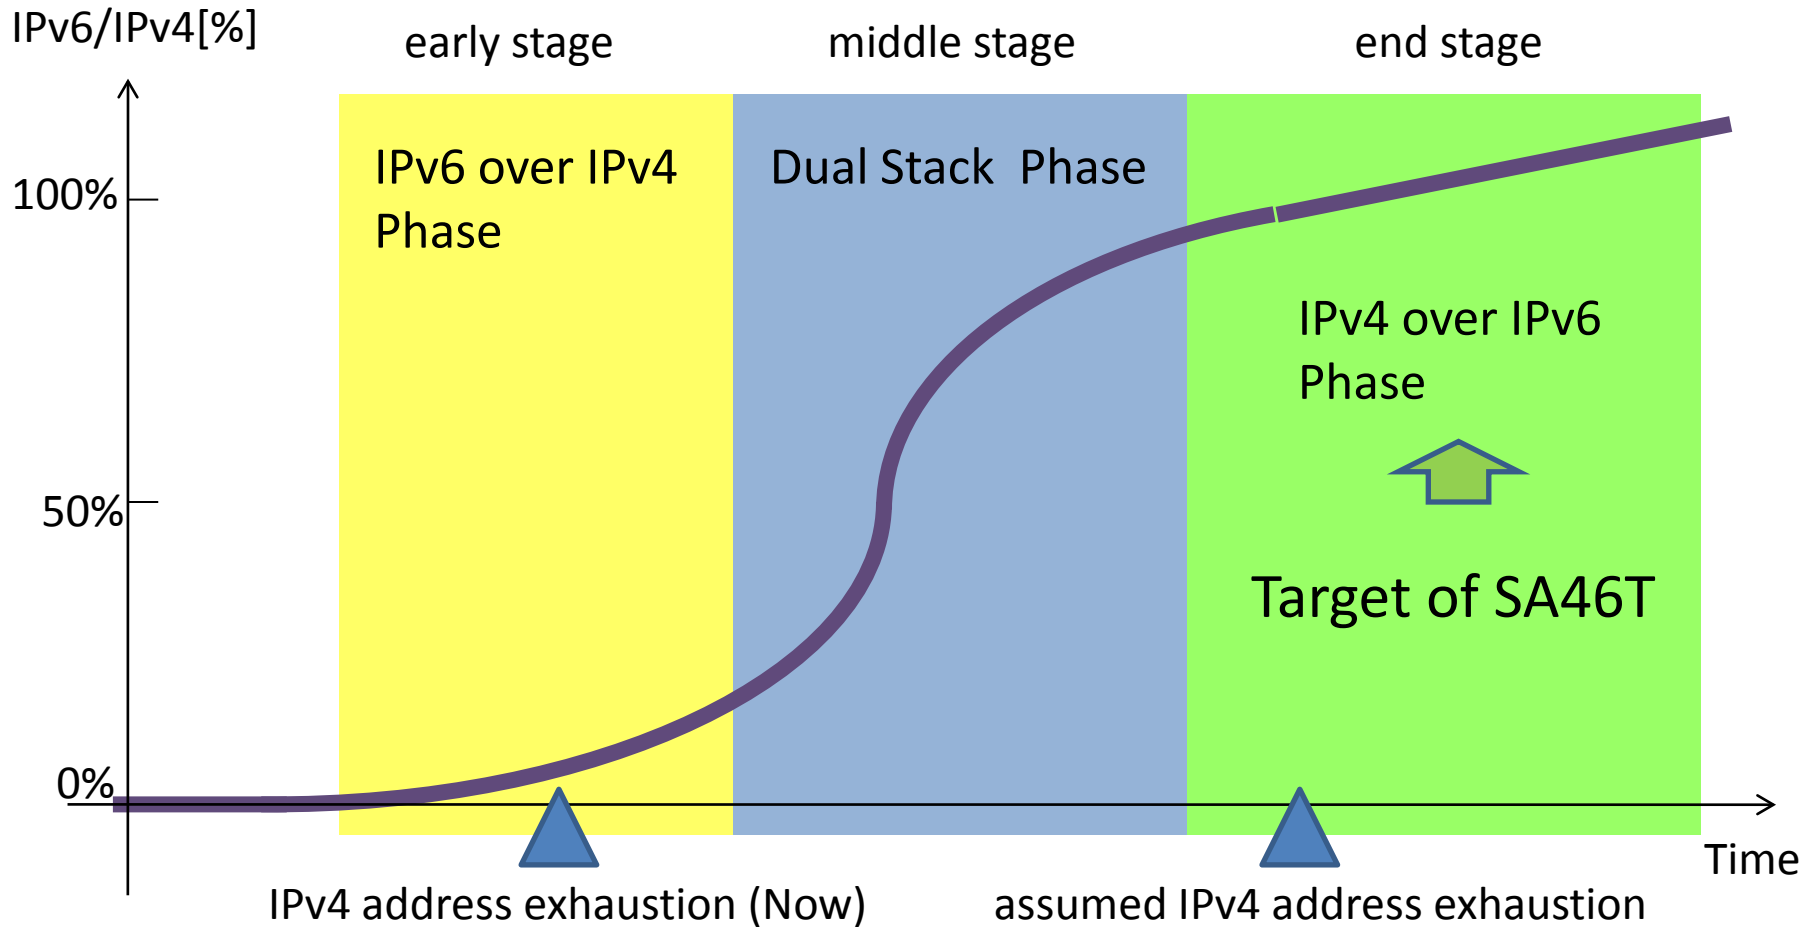 IPv6/IPv4[%]
early stage
middle stage
end stage
IPv6 over IPv4
Phase
Dual Stack  Phase
100%
IPv4 over IPv6
Phase
50%
Target of SA46T
0%
Time
IPv4 address exhaustion (Now)
assumed IPv4 address exhaustion